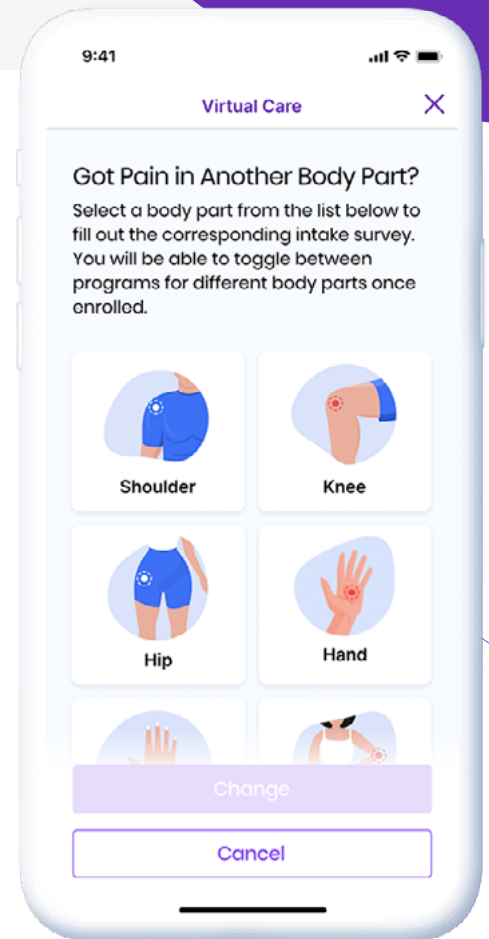 9:41
Virtual Care
Got Pain in Another Body Part?
Select a body part from the list below to
fill out the corresponding intake survey.
You will be able to toggle between
programs for different body parts once
enrolled.
Shoulder
Knee
Hip
Hand
Change
Cancel